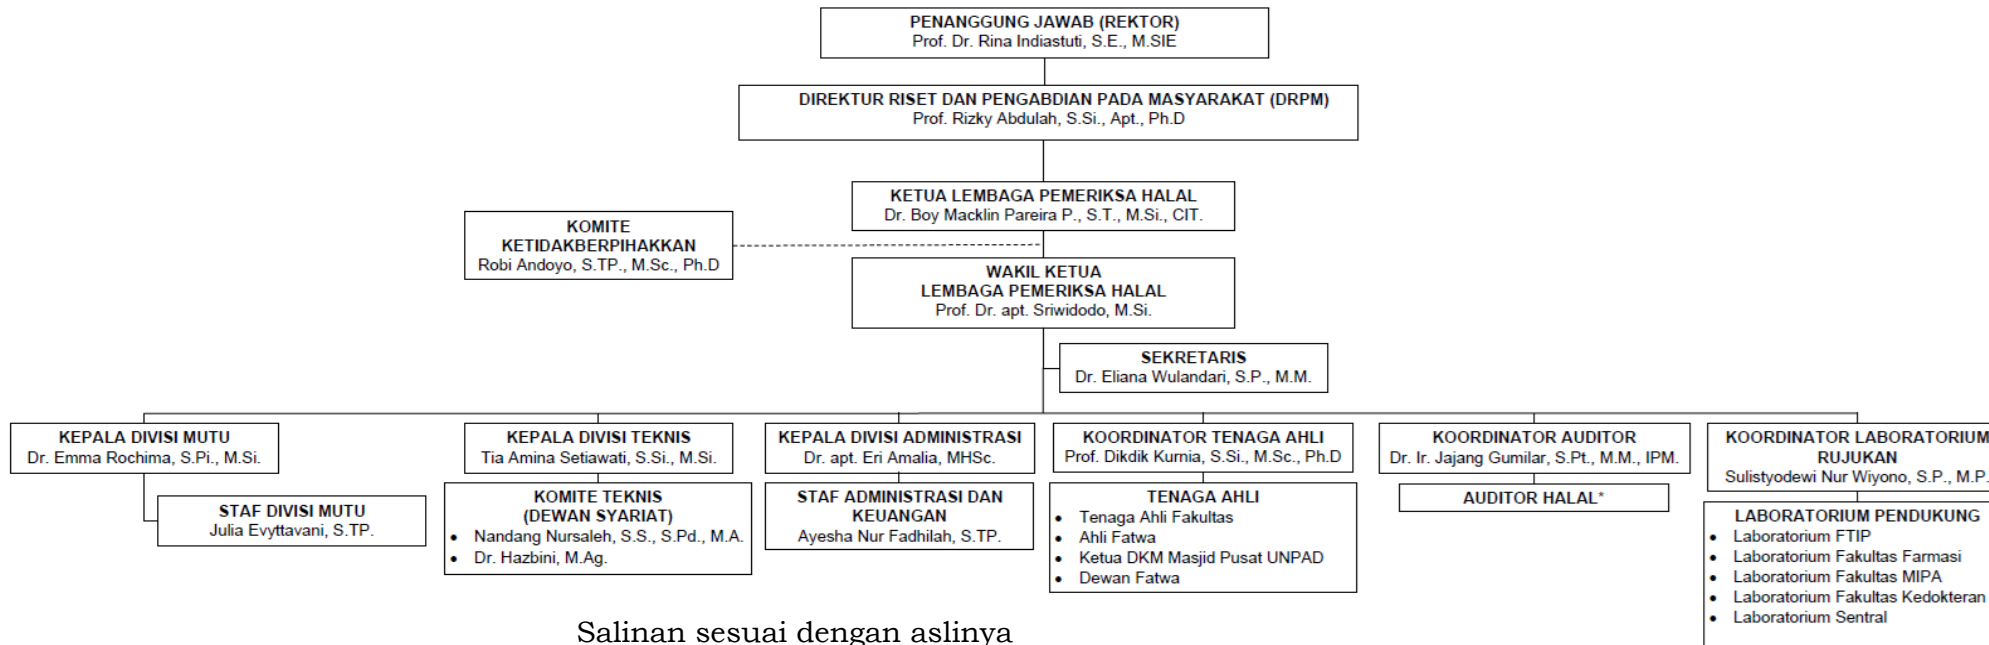 PENANGGUNG JAWAB (REKTOR)
Prof. Dr. Rina Indiastuti, S.E., M.SIE
DIREKTUR RISET DAN PENGABDIAN PADA MASYARAKAT (DRPM)
Prof. Rizky Abdulah, S.Si., Apt., Ph.D
KETUA LEMBAGA PEMERIKSA HALAL
Dr. Boy Macklin Pareira P., S.T., M.Si., CIT.
KOMITE
KETIDAKBERPIHAKKAN
Robi Andoyo, S.TP., M.Sc., Ph.D
WAKIL KETUA
LEMBAGA PEMERIKSA HALAL
Prof. Dr. apt. Sriwidodo, M.Si.
SEKRETARIS
Dr. Eliana Wulandari, S.P., M.M.
KEPALA DIVISI MUTU
Dr. Emma Rochima, S.Pi., M.Si.
STAF DIVISI MUTU
Julia Evyttavani, S.TP.
KEPALA DIVISI TEKNIS
Tia Amina Setiawati, S.Si., M.Si.
KOMITE TEKNIS
(DEWAN SYARIAT)
• Nandang Nursaleh, S.S., S.Pd., M.A.
• Dr. Hazbini, M.Ag.
KEPALA DIVISI ADMINISTRASI
Dr. apt. Eri Amalia, MHSc.
STAF ADMINISTRASI DAN
KEUANGAN
Ayesha Nur Fadhilah, S.TP.
KOORDINATOR TENAGA AHLI
Prof. Dikdik Kurnia, S.Si., M.Sc., Ph.D
TENAGA AHLI
• Tenaga Ahli Fakultas
• Ahli Fatwa
• Ketua DKM Masjid Pusat UNPAD
• Dewan Fatwa
KOORDINATOR AUDITOR
Dr. Ir. Jajang Gumilar, S.Pt., M.M., IPM.
AUDITOR HALAL*
KOORDINATOR LABORATORIUM
RUJUKAN
Sulistyodewi Nur Wiyono, S.P., M.P.
LABORATORIUM PENDUKUNG
• Laboratorium FTIP
• Laboratorium Fakultas Farmasi
• Laboratorium Fakultas MIPA
• Laboratorium Fakultas Kedokteran
• Laboratorium Sentral
Salinan sesuai dengan aslinya